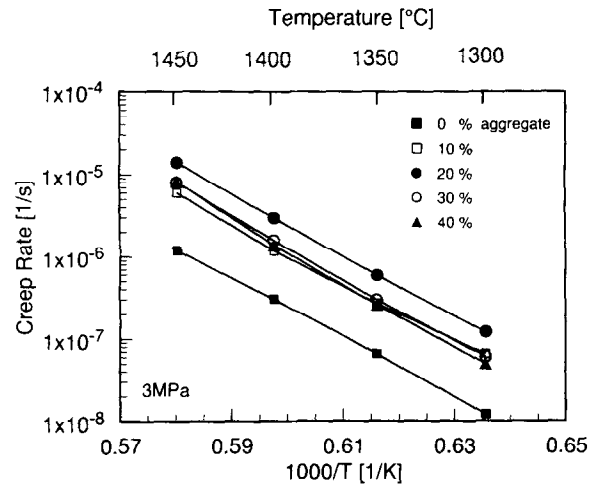 Temperature [°C]
1450 1400 1350 1300
1x10-4
1x10-5
1x10-6
1x10-7
1x10-8
Creep Rate [1/s]
0 % aggregate
10 %
20 %
30 %
40 %
3MPa
0.57 0.59 0.61 0.63 0.65
1000/T [1/K]